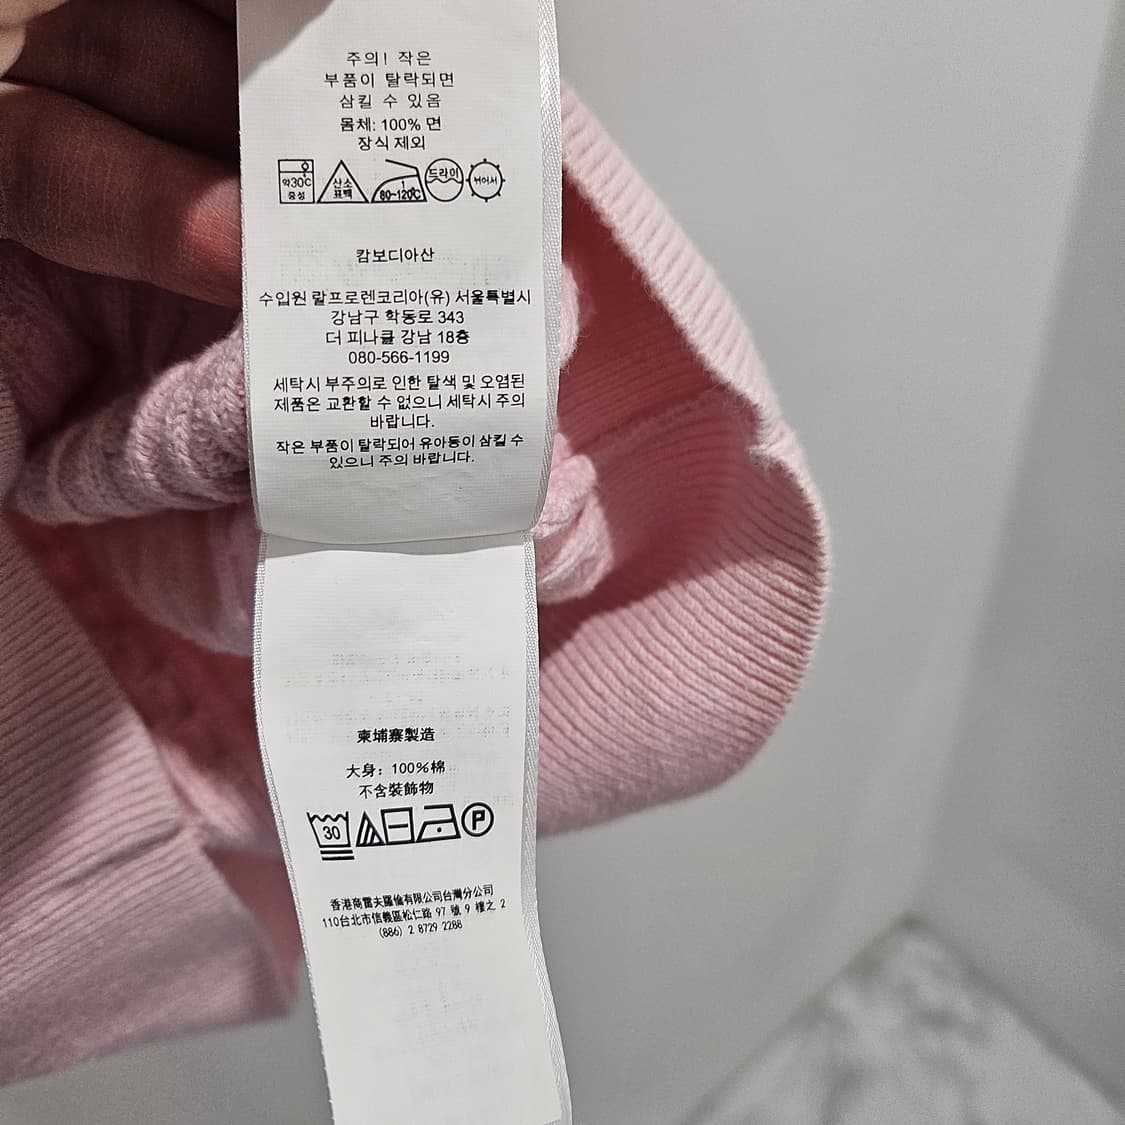 주의! 작은
부품이 탈락되면
삼킬 수 있음
몸체: 100% 면
장식 제외
약30℃
중성
산소
표백
80~120℃
드라이
뉘어서
캄보디아산
수입원 랄프로렌코리아(유) 서울특별시
강남구 학동로 343
더 피나클 강남 18층
080-566-1199
세탁시 부주의로 인한 탈색 및 오염된
제품은 교환할 수 없으니 세탁시 주의
바랍니다.
작은 부품이 탈락되어 유아동이 삼킬 수
있으니 주의 바랍니다.
柬埔寨製造
大身：100%棉
不含裝飾物
30
P
香港商雷夫羅倫有限公司台灣分公司
110台北市信義區松仁路 97 號 9 樓之 2
(886) 2 8729 2288